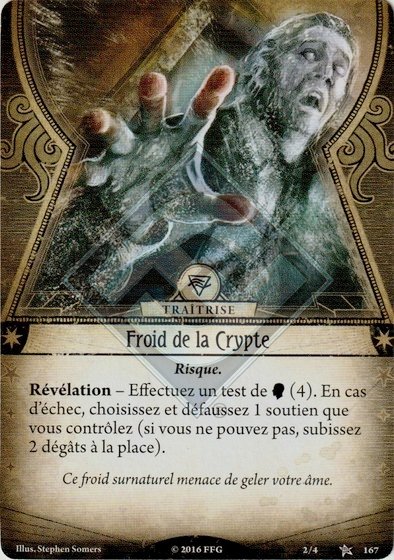 TRAÎTRISE
Froid de la Crypte
Risque.
Révélation – Effectuez un test de (4). En cas
d'échec, choisissez et défaussez 1 soutien que
vous contrôlez (si vous ne pouvez pas, subissez
2 dégâts à la place).
Ce froid surnaturel menace de geler votre âme.
Illus. Stephen Somers © 2016 FFG 2/4 167